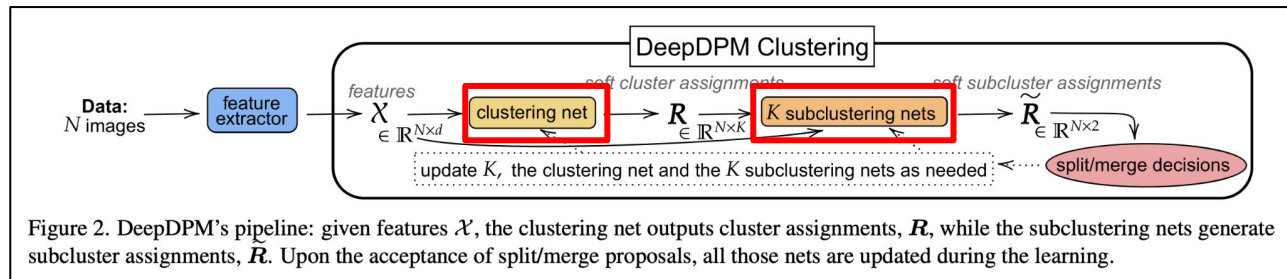 DeepDPM Clustering
features
soft cluster assignments
soft subcluster assignments
Data:
N images
feature
extractor
𝒳
∈ ℝ^{N×d}
clustering net
R
∈ ℝ^{N×K}
K subclustering nets
R̃
∈ ℝ^{N×2}
update K, the clustering net and the K subclustering nets as needed
split/merge decisions
Figure 2. DeepDPM's pipeline: given features 𝒳, the clustering net outputs cluster assignments, R, while the subclustering nets generate
subcluster assignments, R̃. Upon the acceptance of split/merge proposals, all those nets are updated during the learning.